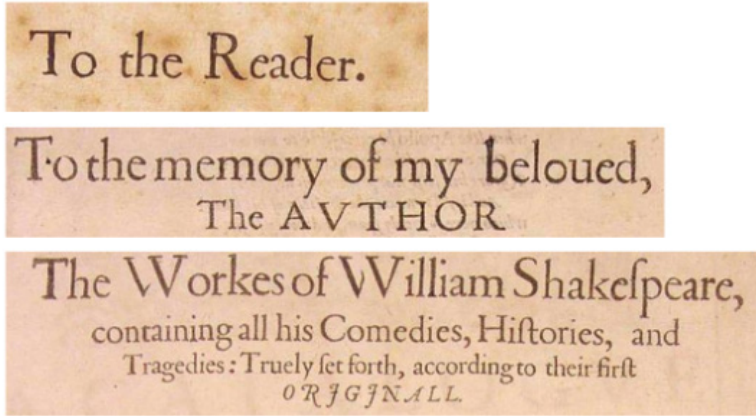 To the Reader.
To the memory of my beloued,
The AVTHOR
The Workes of William Shakeſpeare,
containing all his Comedies, Hiſtories, and
Tragedies: Truely ſet forth, according to their firſt
ORJGJNALL.